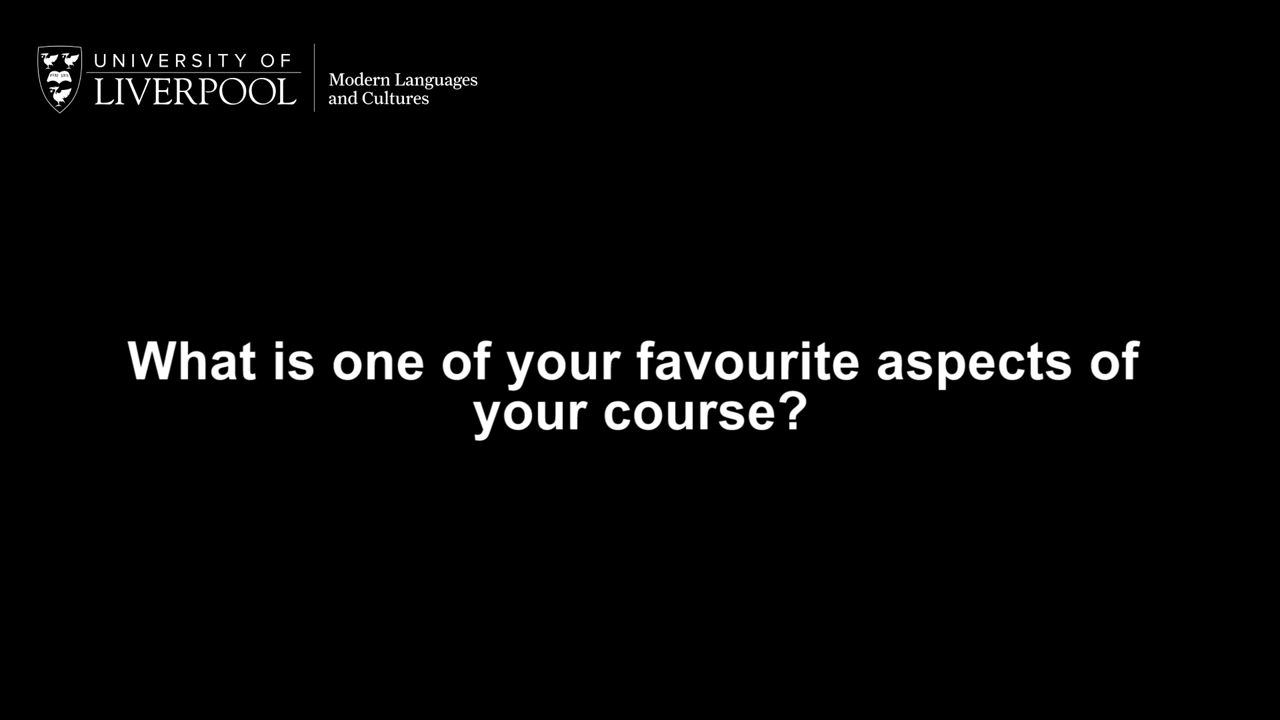 UNIVERSITY OF
LIVERPOOL
Modern Languages
and Cultures
What is one of your favourite aspects of
your course?